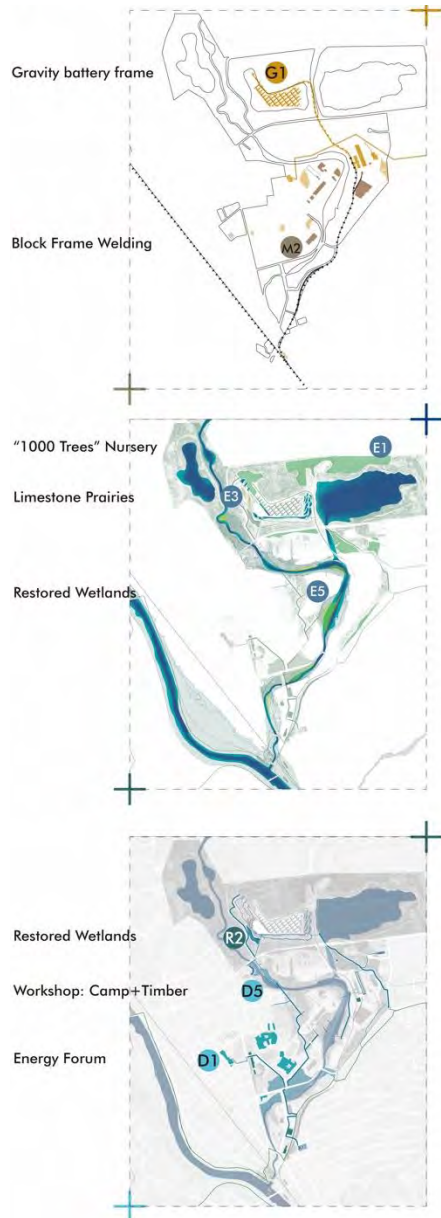 Gravity battery frame
G1
Block Frame Welding
M2
"1000 Trees" Nursery
E1
Limestone Prairies
E3
Restored Wetlands
E5
Restored Wetlands
R2
Workshop: Camp+Timber
D5
Energy Forum
D1